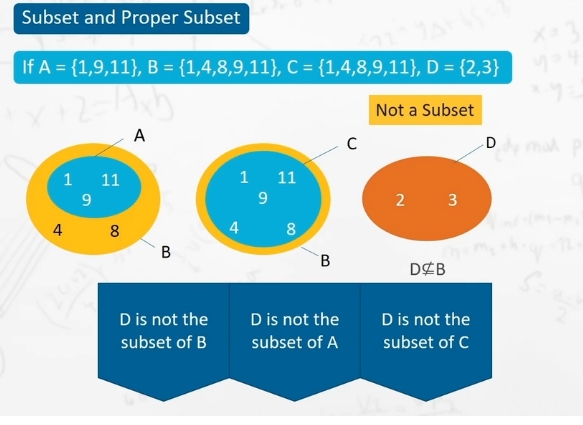 Subset and Proper Subset
If A = {1,9,11}, B = {1,4,8,9,11}, C = {1,4,8,9,11}, D = {2,3}
Not a Subset
A
1 11
9
4 8
B
C
1 11
9
4 8
B
D
2 3
D⊈B
D is not the
subset of B
D is not the
subset of A
D is not the
subset of C